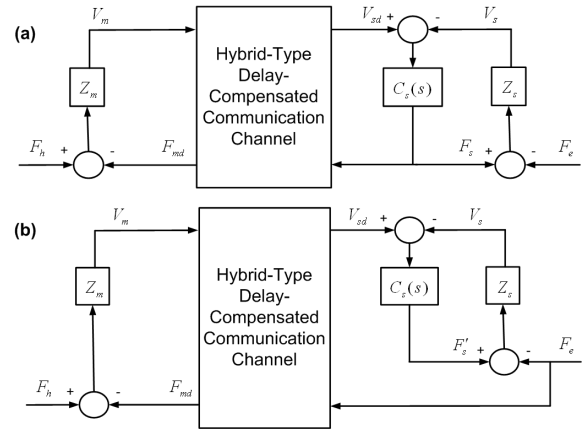 (a)
V_m
V_sd + - V_s
Hybrid-Type
Delay-
Compensated
Communication
Channel
Z_m
C_s(s)
Z_s
F_h + - F_md
F_s + - F_e
(b)
V_m
V_sd + - V_s
Hybrid-Type
Delay-
Compensated
Communication
Channel
Z_m
C_s(s)
Z_s
F_s′ + - F_e
F_h + - F_md